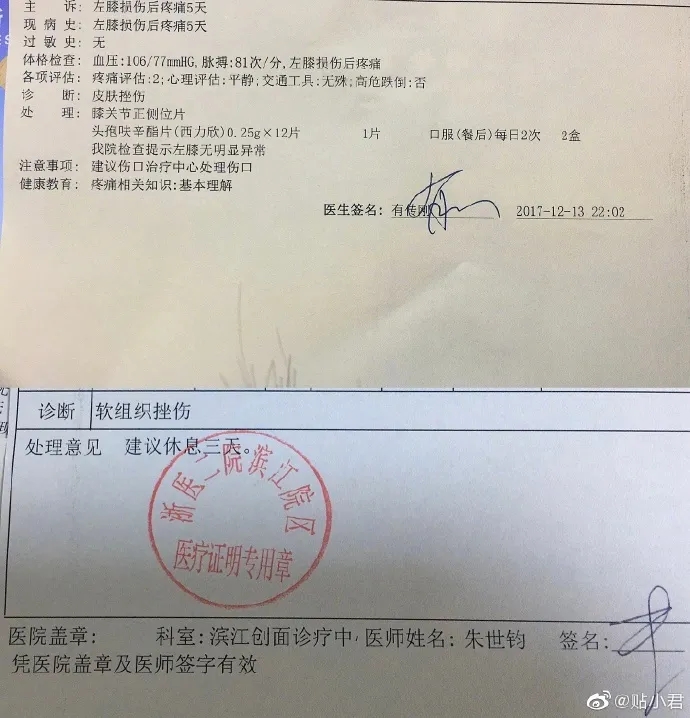 主    诉: 左膝损伤后疼痛5天
现 病 史: 左膝损伤后疼痛5天
过 敏 史: 无
体格检查: 血压:106/77mmHG,脉搏:81次/分,左膝损伤后疼痛
各项评估: 疼痛评估:2;心理评估:平静;交通工具:无殊;高危跌倒:否
诊    断: 皮肤挫伤
处    理: 膝关节正侧位片
头孢呋辛酯片(西力欣)0.25g×12片 1片 口服(餐后)每日2次 2盒
我院检查提示左膝无明显异常
注意事项: 建议伤口治疗中心处理伤口
健康教育: 疼痛相关知识:基本理解
医生签名: 有传刚 2017-12-13 22:02
诊断 软组织挫伤
处理意见 建议休息三天。
浙医二院滨江院区
医疗证明专用章
医院盖章: 科室:滨江创面诊疗中 医师姓名: 朱世钧 签名:
凭医院盖章及医师签字有效
@贴小君